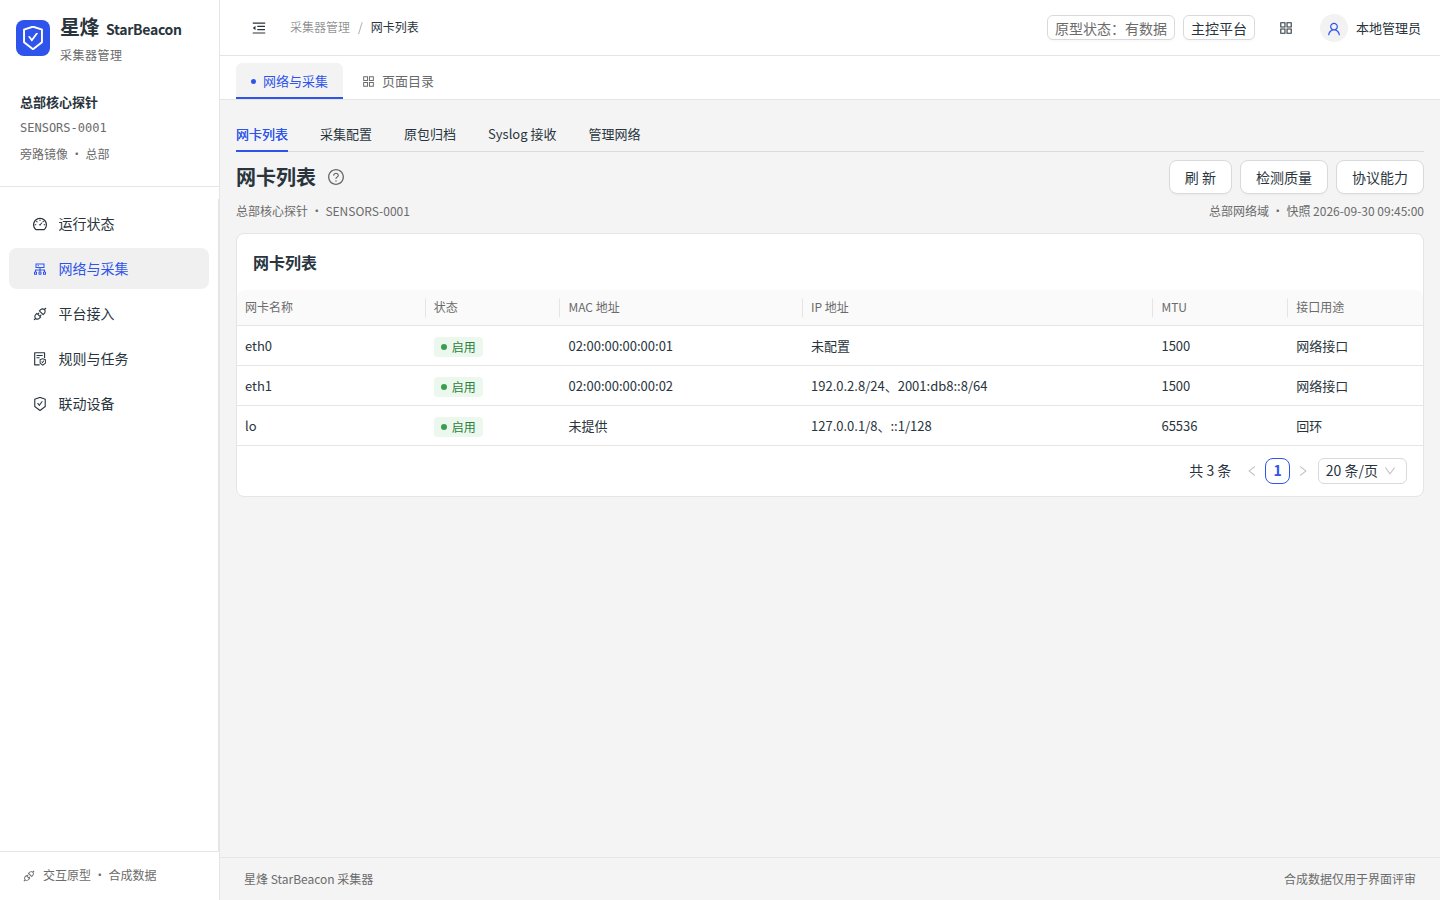 星烽 StarBeacon
采集器管理
总部核心探针
SENSORS-0001
旁路镜像 · 总部
运行状态
网络与采集
平台接入
规则与任务
联动设备
交互原型 · 合成数据
采集器管理 / 网卡列表
原型状态：有数据
主控平台
本地管理员
网络与采集
页面目录
网卡列表 采集配置 原包归档 Syslog 接收 管理网络
网卡列表
刷 新 检测质量 协议能力
总部核心探针 · SENSORS-0001
总部网络域 · 快照 2026-09-30 09:45:00
网卡列表
网卡名称 状态 MAC 地址 IP 地址 MTU 接口用途
eth0 启用 02:00:00:00:00:01 未配置 1500 网络接口
eth1 启用 02:00:00:00:00:02 192.0.2.8/24、2001:db8::8/64 1500 网络接口
lo 启用 未提供 127.0.0.1/8、::1/128 65536 回环
共 3 条 < 1 > 20 条/页
星烽 StarBeacon 采集器
合成数据仅用于界面评审